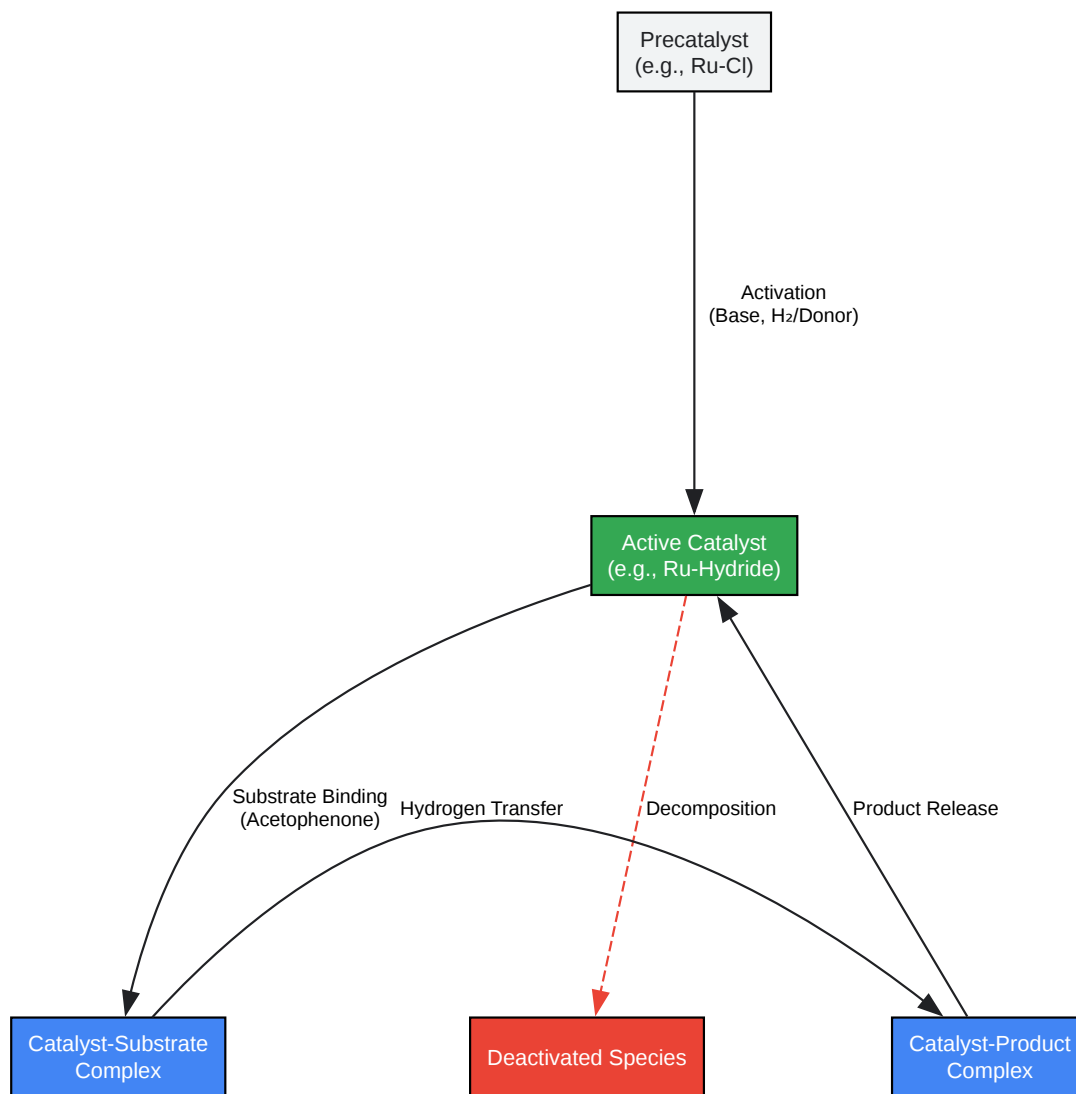 Precatalyst
(e.g., Ru-Cl)
Activation
(Base, H₂/Donor)
Active Catalyst
(e.g., Ru-Hydride)
Substrate Binding
(Acetophenone)
Hydrogen Transfer
Decomposition
Product Release
Catalyst-Substrate
Complex
Deactivated Species
Catalyst-Product
Complex